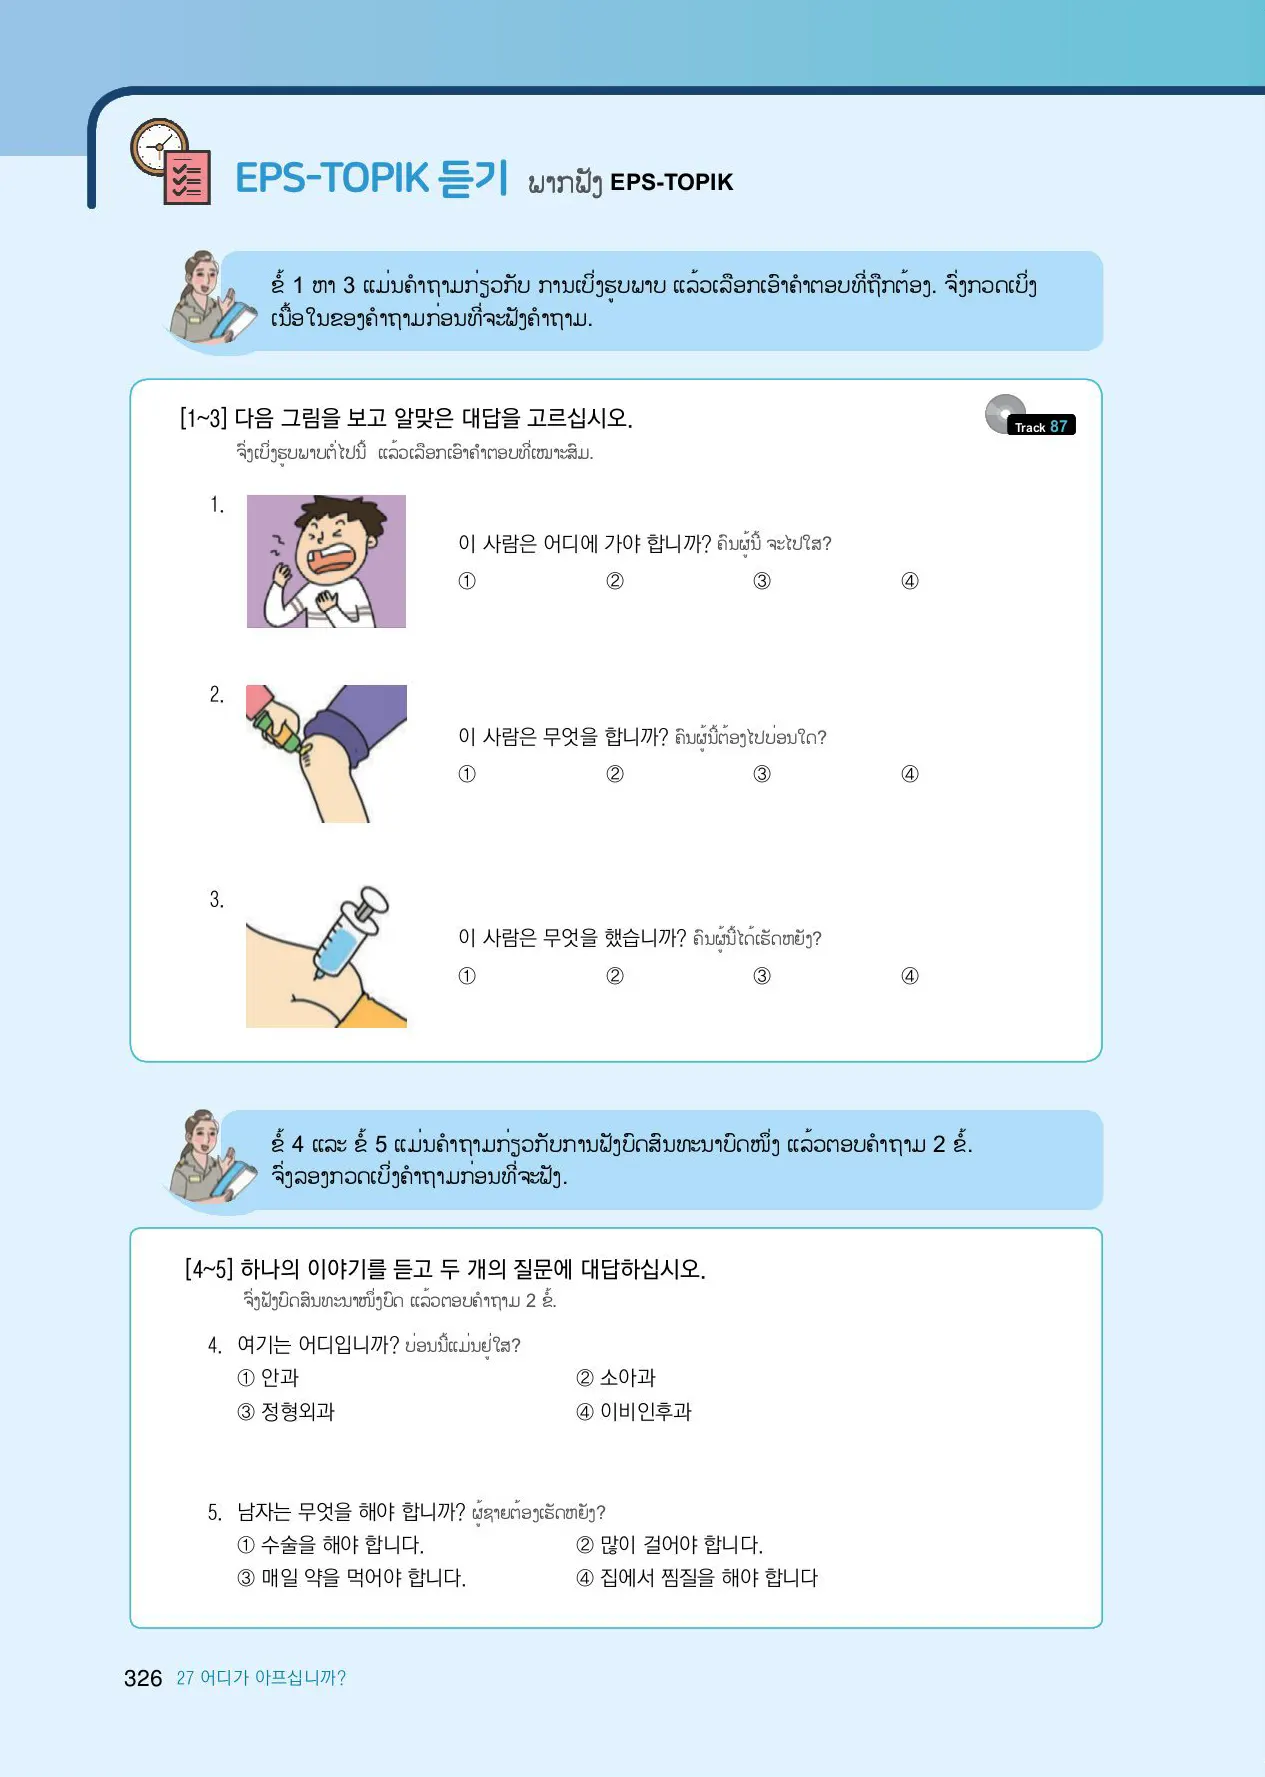 EPS-TOPIK 듣기 ພາກຟັງ EPS-TOPIK
ຂໍ້ 1 ຫາ 3 ແມ່ນຄຳຖາມກ່ຽວກັບ ການເບິ່ງຮູບພາບ ແລ້ວເລືອກເອົາຄຳຕອບທີ່ຖືກຕ້ອງ. ຈົ່ງກວດເບິ່ງ
ເນື້ອໃນຂອງຄຳຖາມກ່ອນທີ່ຈະຟັງຄຳຖາມ.
[1~3] 다음 그림을 보고 알맞은 대답을 고르십시오.
Track 87
ຈົ່ງເບິ່ງຮູບພາບຕໍ່ໄປນີ້ ແລ້ວເລືອກເອົາຄຳຕອບທີ່ເໝາະສົມ.
1.
이 사람은 어디에 가야 합니까? ຄົນຜູ້ນີ້ ຈະໄປໃສ?
① ② ③ ④
2.
이 사람은 무엇을 합니까? ຄົນຜູ້ນີ້ຕ້ອງໄປບ່ອນໃດ?
① ② ③ ④
3.
이 사람은 무엇을 했습니까? ຄົນຜູ້ນີ້ໄດ້ເຮັດຫຍັງ?
① ② ③ ④
ຂໍ້ 4 ແລະ ຂໍ້ 5 ແມ່ນຄຳຖາມກ່ຽວກັບການຟັງບົດສົນທະນາບົດໜຶ່ງ ແລ້ວຕອບຄຳຖາມ 2 ຂໍ້.
ຈົ່ງລອງກວດເບິ່ງຄຳຖາມກ່ອນທີ່ຈະຟັງ.
[4~5] 하나의 이야기를 듣고 두 개의 질문에 대답하십시오.
ຈົ່ງຟັງບົດສົນທະນາໜຶ່ງບົດ ແລ້ວຕອບຄຳຖາມ 2 ຂໍ້.
4. 여기는 어디입니까? ບ່ອນນີ້ແມ່ນຢູ່ໃສ?
① 안과 ② 소아과
③ 정형외과 ④ 이비인후과
5. 남자는 무엇을 해야 합니까? ຜູ້ຊາຍຕ້ອງເຮັດຫຍັງ?
① 수술을 해야 합니다. ② 많이 걸어야 합니다.
③ 매일 약을 먹어야 합니다. ④ 집에서 찜질을 해야 합니다
326 27 어디가 아프십니까?